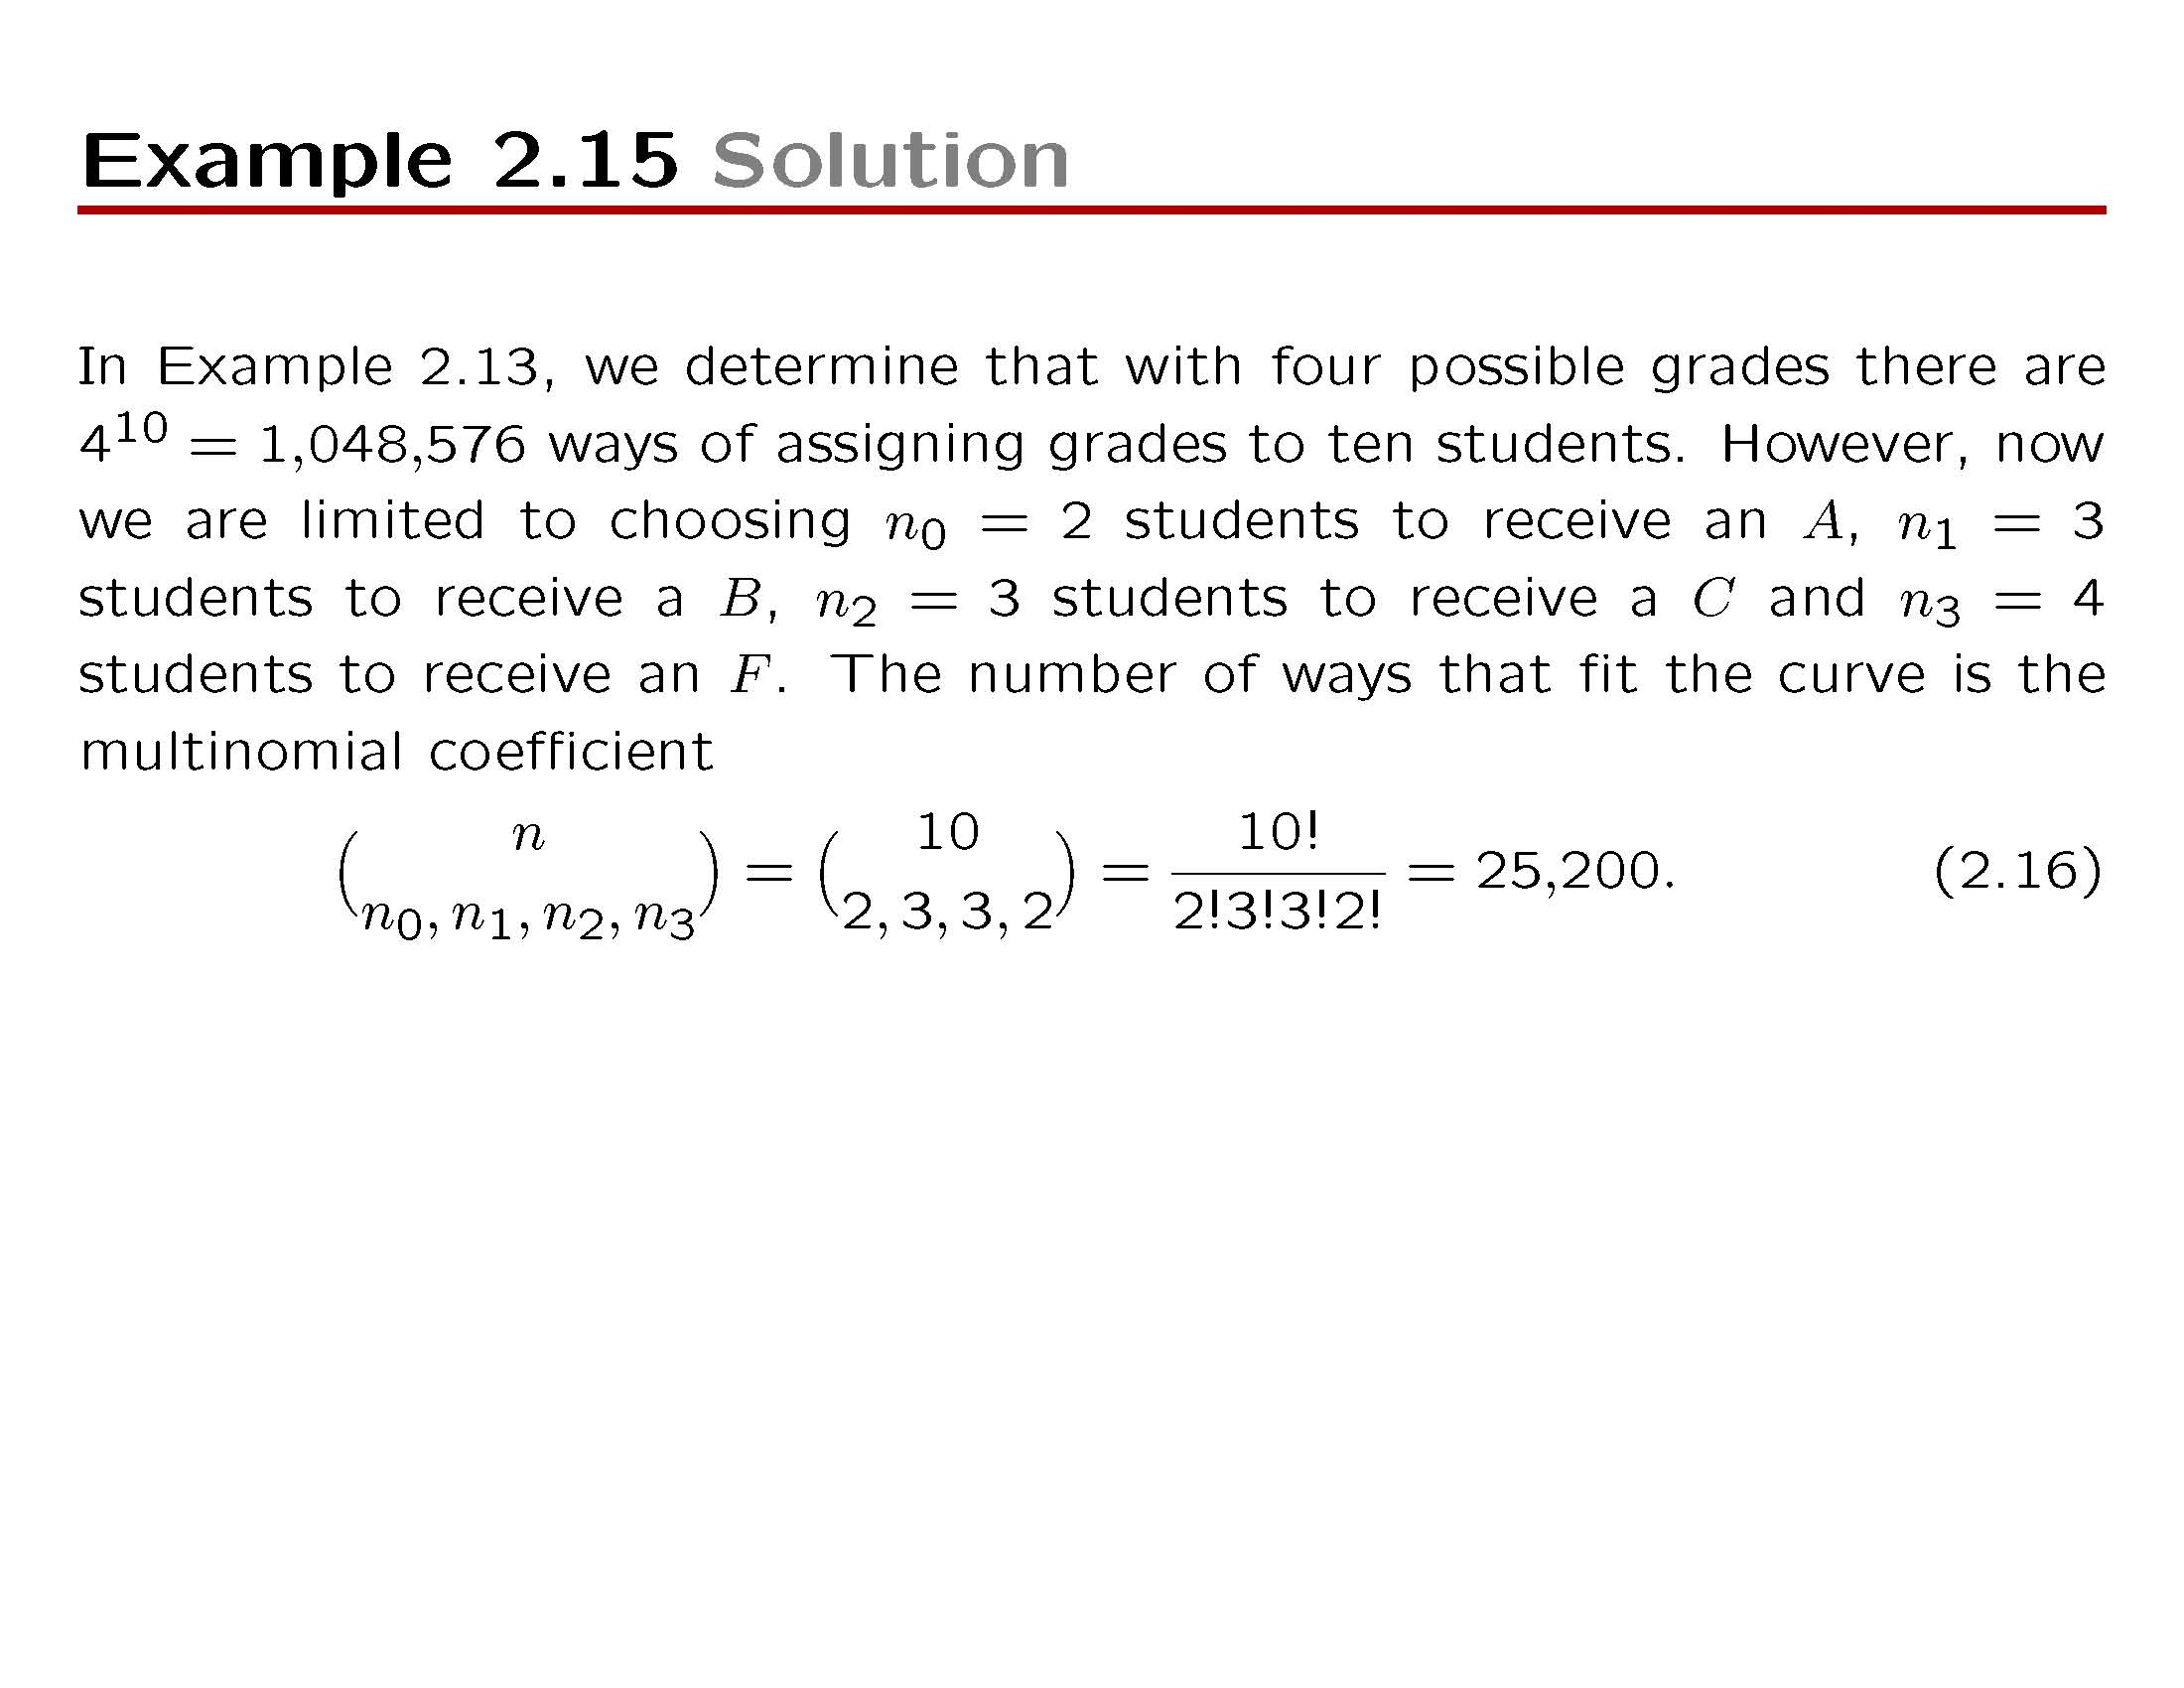 Example 2.15 Solution
In Example 2.13, we determine that with four possible grades there are
4^10 = 1,048,576 ways of assigning grades to ten students. However, now
we are limited to choosing n_0 = 2 students to receive an A, n_1 = 3
students to receive a B, n_2 = 3 students to receive a C and n_3 = 4
students to receive an F. The number of ways that fit the curve is the
multinomial coefficient
(n over n_0, n_1, n_2, n_3) = (10 over 2, 3, 3, 2) = 10!/2!3!3!2! = 25,200. (2.16)